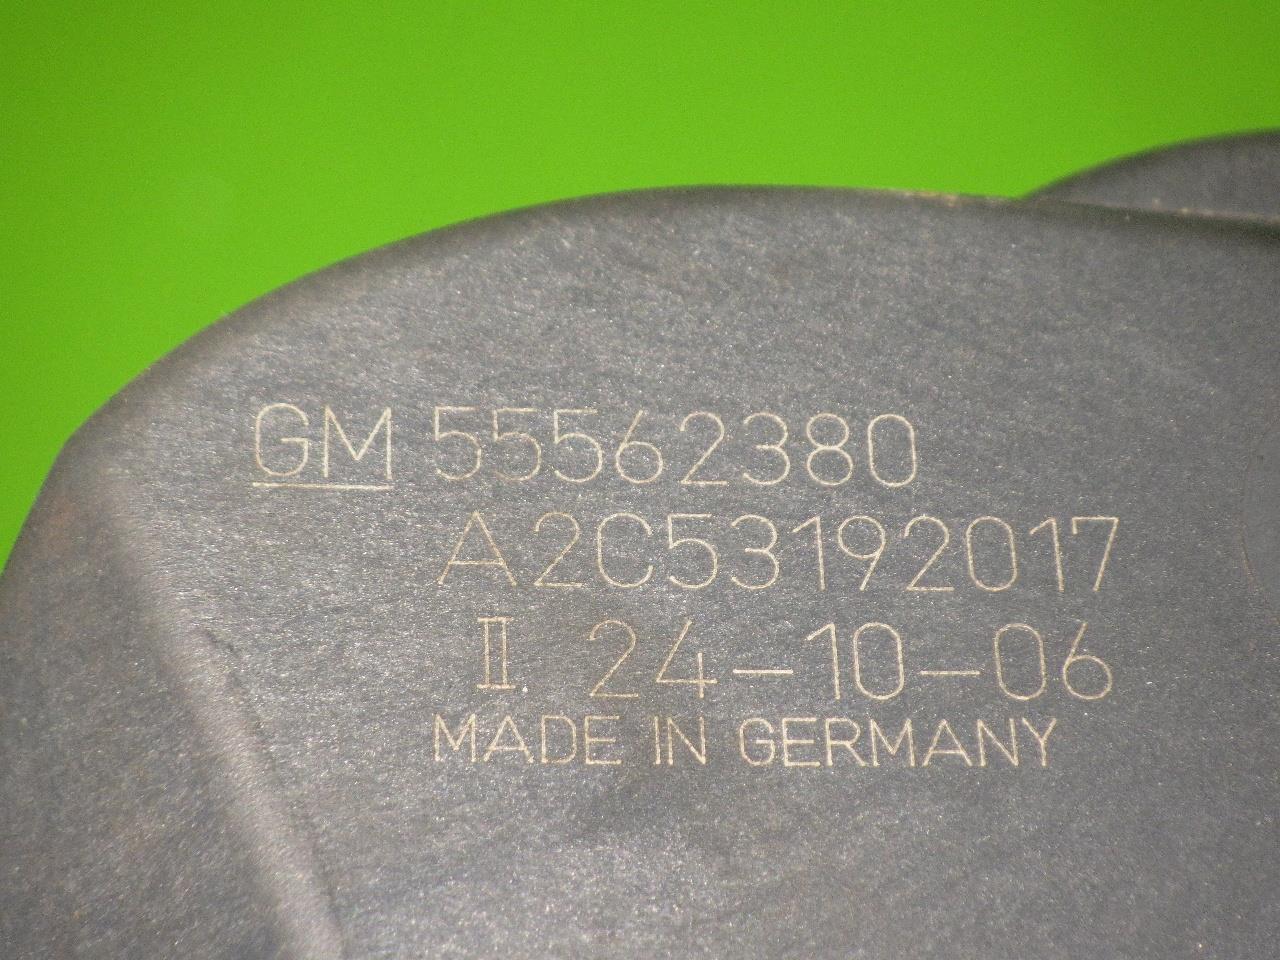 GM 55562380
A2C53192017
II 24-10-06
MADE IN GERMANY